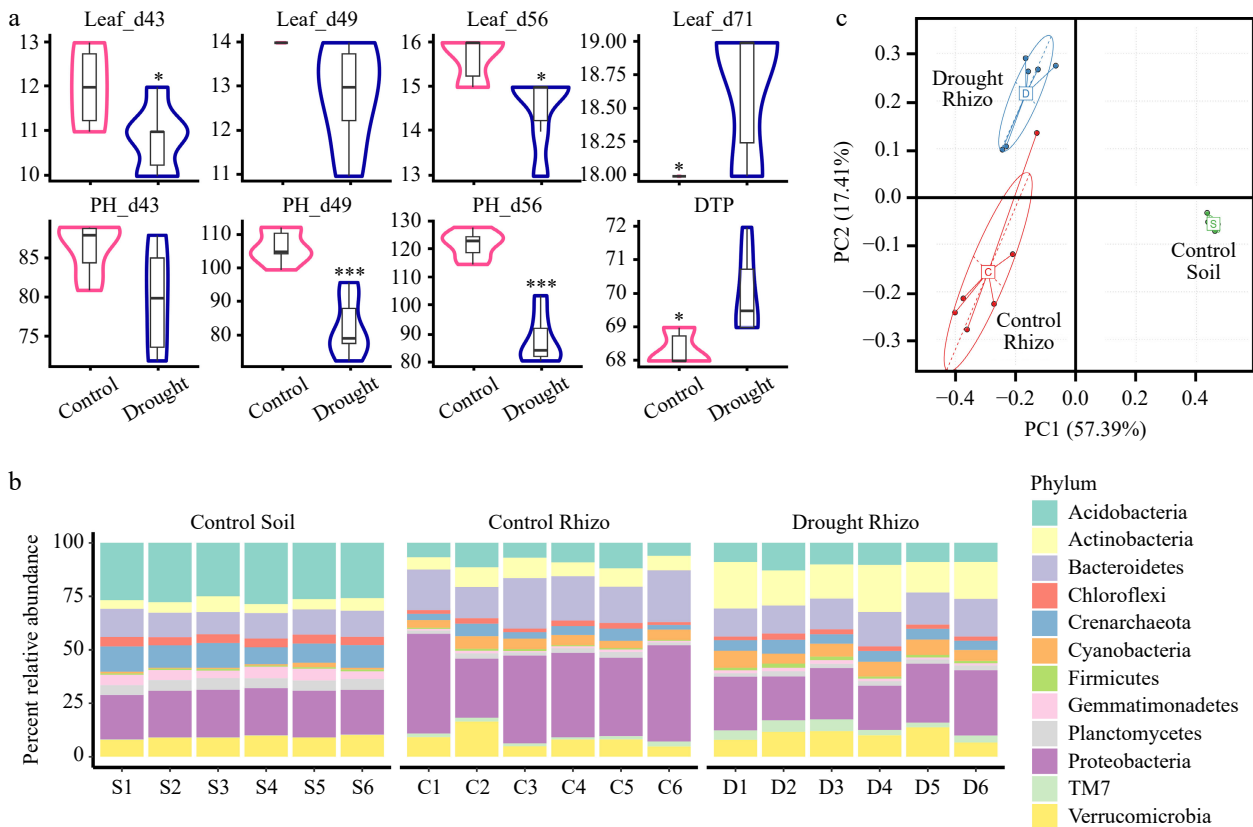 a
Leaf_d43
Leaf_d49
Leaf_d56
Leaf_d71
13
12
11
10
*
14
13
12
11
16
15
14
13
*
19.00
18.75
18.50
18.25
18.00
*
PH_d43
PH_d49
PH_d56
DTP
85
80
75
110
100
90
80
***
130
120
110
100
90
80
***
72
71
70
69
68
*
Control
Drought
Control
Drought
Control
Drought
Control
Drought
c
PC2 (17.41%)
0.3
0.2
0.1
0.0
−0.1
−0.2
−0.3
Drought
Rhizo
D
C
Control
Rhizo
S
Control
Soil
−0.4
−0.2
0.0
0.2
0.4
PC1 (57.39%)
b
Percent relative abundance
100
75
50
25
0
Control Soil
Control Rhizo
Drought Rhizo
S1 S2 S3 S4 S5 S6
C1 C2 C3 C4 C5 C6
D1 D2 D3 D4 D5 D6
Phylum
Acidobacteria
Actinobacteria
Bacteroidetes
Chloroflexi
Crenarchaeota
Cyanobacteria
Firmicutes
Gemmatimonadetes
Planctomycetes
Proteobacteria
TM7
Verrucomicrobia